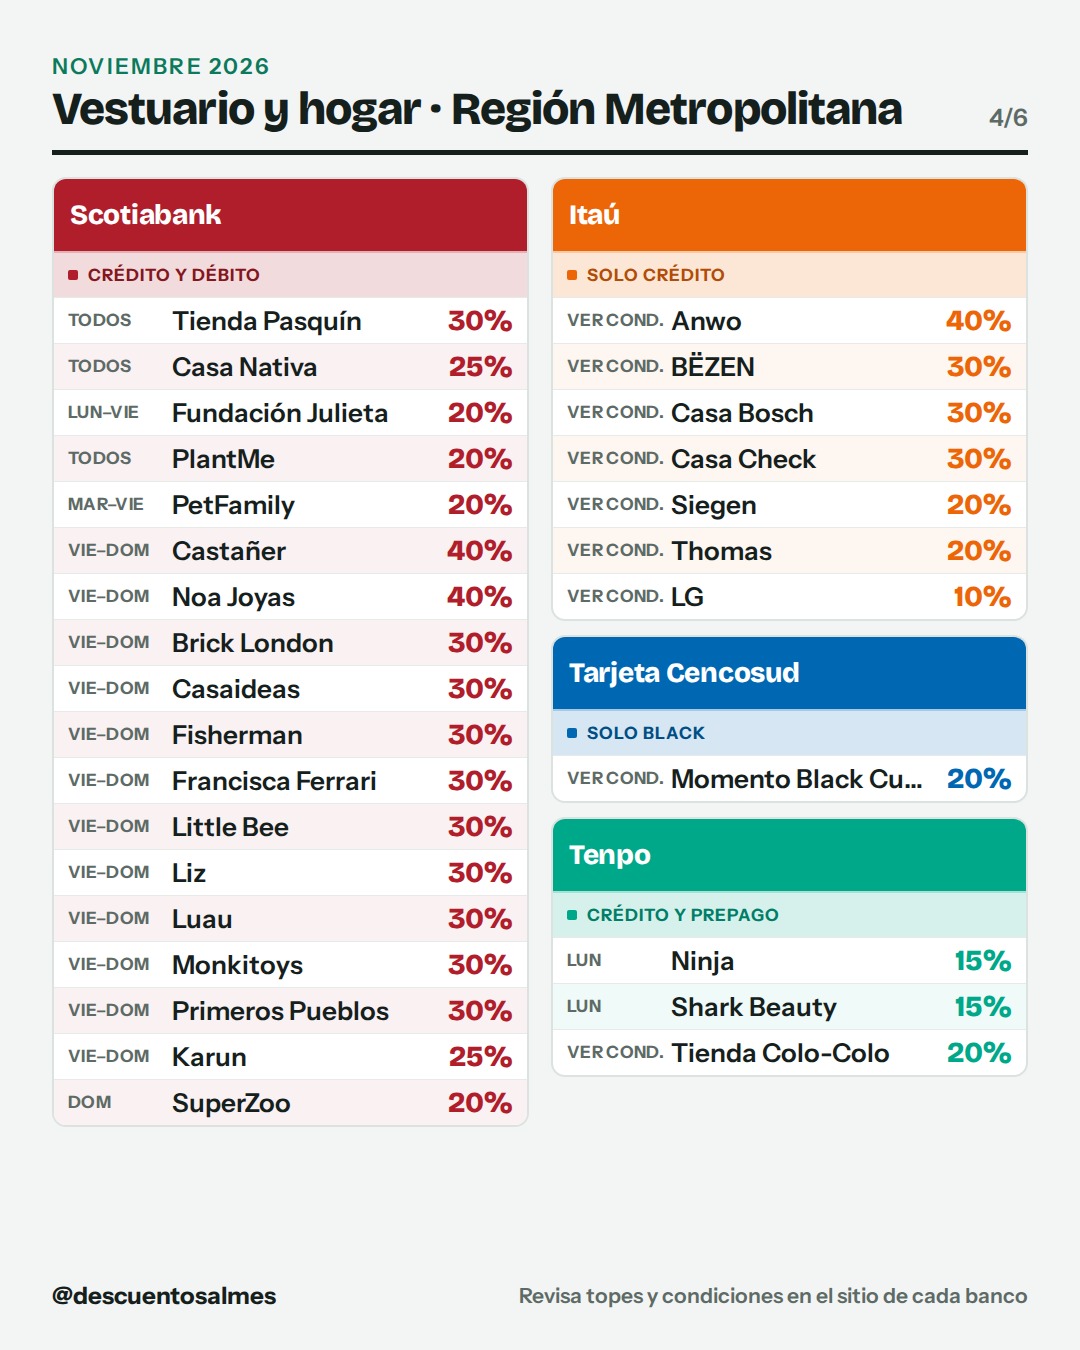 NOVIEMBRE 2026
Vestuario y hogar · Región Metropolitana
4/6
Scotiabank
CRÉDITO Y DÉBITO
TODOS Tienda Pasquín 30%
TODOS Casa Nativa 25%
LUN–VIE Fundación Julieta 20%
TODOS PlantMe 20%
MAR–VIE PetFamily 20%
VIE–DOM Castañer 40%
VIE–DOM Noa Joyas 40%
VIE–DOM Brick London 30%
VIE–DOM Casaideas 30%
VIE–DOM Fisherman 30%
VIE–DOM Francisca Ferrari 30%
VIE–DOM Little Bee 30%
VIE–DOM Liz 30%
VIE–DOM Luau 30%
VIE–DOM Monkitoys 30%
VIE–DOM Primeros Pueblos 30%
VIE–DOM Karun 25%
DOM SuperZoo 20%
Itaú
SOLO CRÉDITO
VER COND. Anwo 40%
VER COND. BËZEN 30%
VER COND. Casa Bosch 30%
VER COND. Casa Check 30%
VER COND. Siegen 20%
VER COND. Thomas 20%
VER COND. LG 10%
Tarjeta Cencosud
SOLO BLACK
VER COND. Momento Black Cu... 20%
Tenpo
CRÉDITO Y PREPAGO
LUN Ninja 15%
LUN Shark Beauty 15%
VER COND. Tienda Colo-Colo 20%
@descuentosalmes
Revisa topes y condiciones en el sitio de cada banco